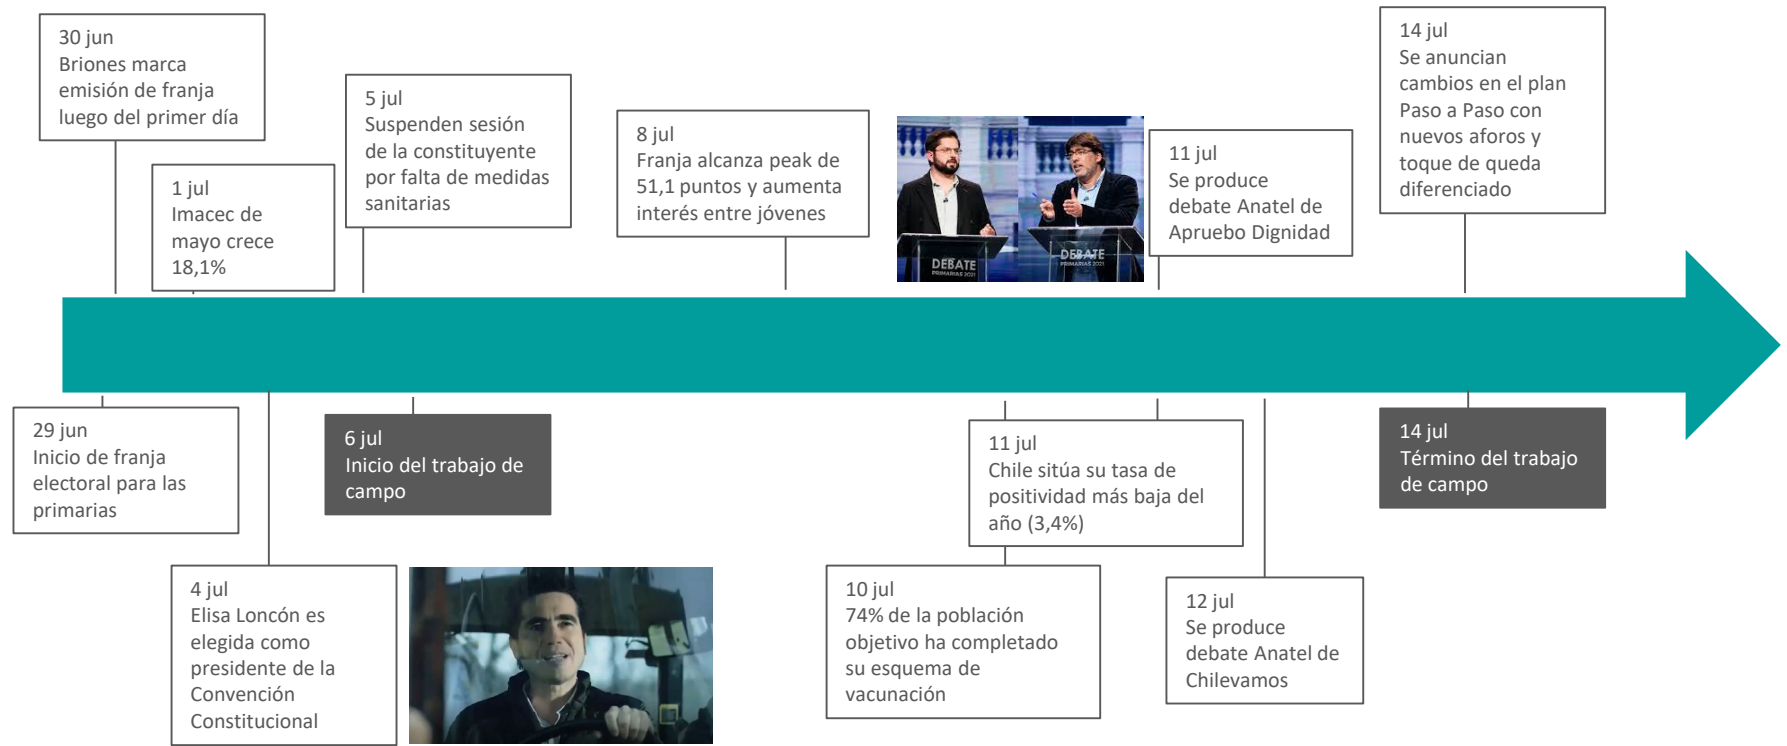 30 jun
Briones marca
emisión de franja
luego del primer día
1 jul
Imacec de
mayo crece
18,1%
5 jul
Suspenden sesión
de la constituyente
por falta de medidas
sanitarias
8 jul
Franja alcanza peak de
51,1 puntos y aumenta
interés entre jóvenes
DEBATE
PRIMARIAS 2021
DEBATE
PRIMARIAS 2021
11 jul
Se produce
debate Anatel de
Apruebo Dignidad
14 jul
Se anuncian
cambios en el plan
Paso a Paso con
nuevos aforos y
toque de queda
diferenciado
29 jun
Inicio de franja
electoral para las
primarias
4 jul
Elisa Loncón es
elegida como
presidente de la
Convención
Constitucional
6 jul
Inicio del trabajo de
campo
10 jul
74% de la población
objetivo ha completado
su esquema de
vacunación
11 jul
Chile sitúa su tasa de
positividad más baja del
año (3,4%)
12 jul
Se produce
debate Anatel de
Chilevamos
14 jul
Término del trabajo
de campo